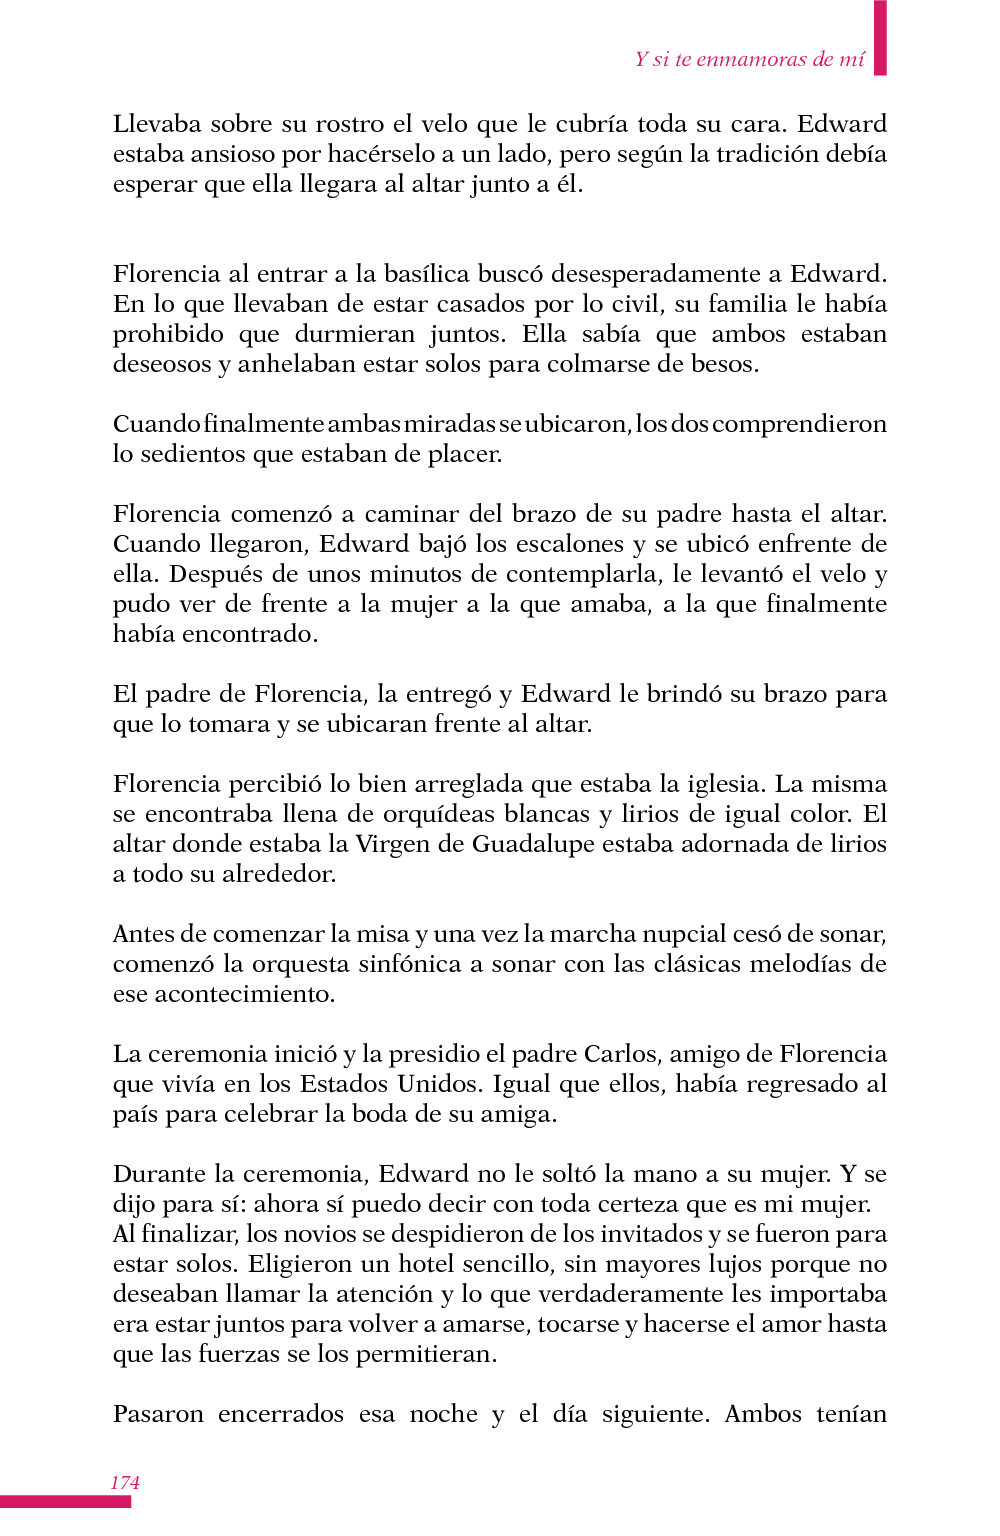 Y si te enmamoras de mí
Llevaba sobre su rostro el velo que le cubría toda su cara. Edward
estaba ansioso por hacérselo a un lado, pero según la tradición debía
esperar que ella llegara al altar junto a él.
Florencia al entrar a la basílica buscó desesperadamente a Edward.
En lo que llevaban de estar casados por lo civil, su familia le había
prohibido que durmieran juntos. Ella sabía que ambos estaban
deseosos y anhelaban estar solos para colmarse de besos.
Cuando finalmente ambas miradas se ubicaron, los dos comprendieron
lo sedientos que estaban de placer.
Florencia comenzó a caminar del brazo de su padre hasta el altar.
Cuando llegaron, Edward bajó los escalones y se ubicó enfrente de
ella. Después de unos minutos de contemplarla, le levantó el velo y
pudo ver de frente a la mujer a la que amaba, a la que finalmente
había encontrado.
El padre de Florencia, la entregó y Edward le brindó su brazo para
que lo tomara y se ubicaran frente al altar.
Florencia percibió lo bien arreglada que estaba la iglesia. La misma
se encontraba llena de orquídeas blancas y lirios de igual color. El
altar donde estaba la Virgen de Guadalupe estaba adornada de lirios
a todo su alrededor.
Antes de comenzar la misa y una vez la marcha nupcial cesó de sonar,
comenzó la orquesta sinfónica a sonar con las clásicas melodías de
ese acontecimiento.
La ceremonia inició y la presidio el padre Carlos, amigo de Florencia
que vivía en los Estados Unidos. Igual que ellos, había regresado al
país para celebrar la boda de su amiga.
Durante la ceremonia, Edward no le soltó la mano a su mujer. Y se
dijo para sí: ahora sí puedo decir con toda certeza que es mi mujer.
Al finalizar, los novios se despidieron de los invitados y se fueron para
estar solos. Eligieron un hotel sencillo, sin mayores lujos porque no
deseaban llamar la atención y lo que verdaderamente les importaba
era estar juntos para volver a amarse, tocarse y hacerse el amor hasta
que las fuerzas se los permitieran.
Pasaron encerrados esa noche y el día siguiente. Ambos tenían
174